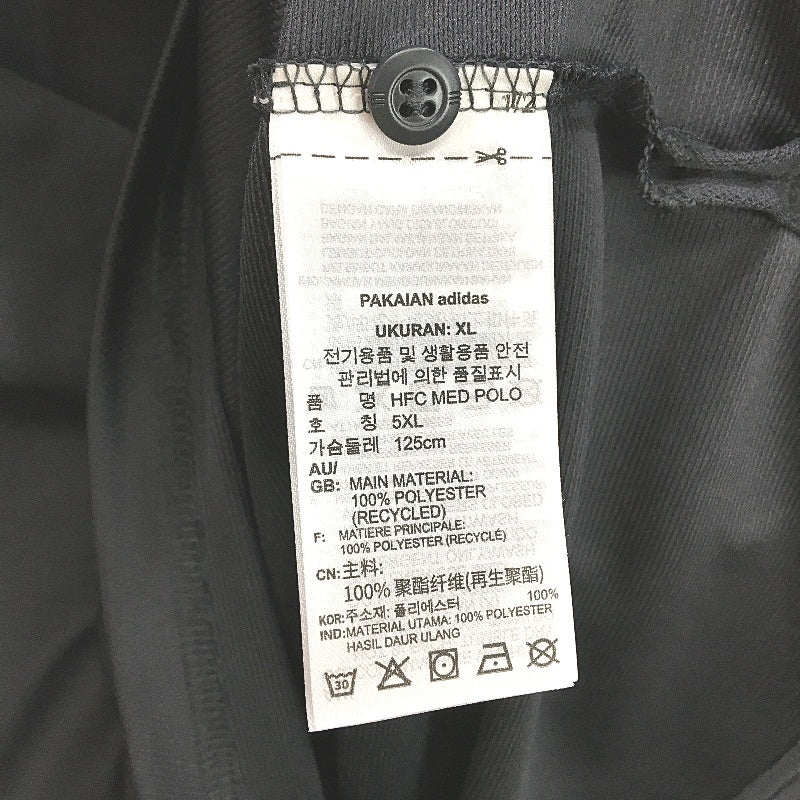 1\2
PAKAIAN adidas
UKURAN: XL
전기용품 및 생활용품 안전
관리법에 의한 품질표시
품 명 HFC MED POLO
호 칭 5XL
가슴둘레 125cm
AU/
GB: MAIN MATERIAL:
100% POLYESTER
(RECYCLED)
F: MATIERE PRINCIPALE:
100% POLYESTER (RECYCLÉ)
CN: 主料:
100% 聚酯纤维(再生聚酯)
KOR: 주소재: 폴리에스터 100%
IND: MATERIAL UTAMA: 100% POLYESTER
HASIL DAUR ULANG
30